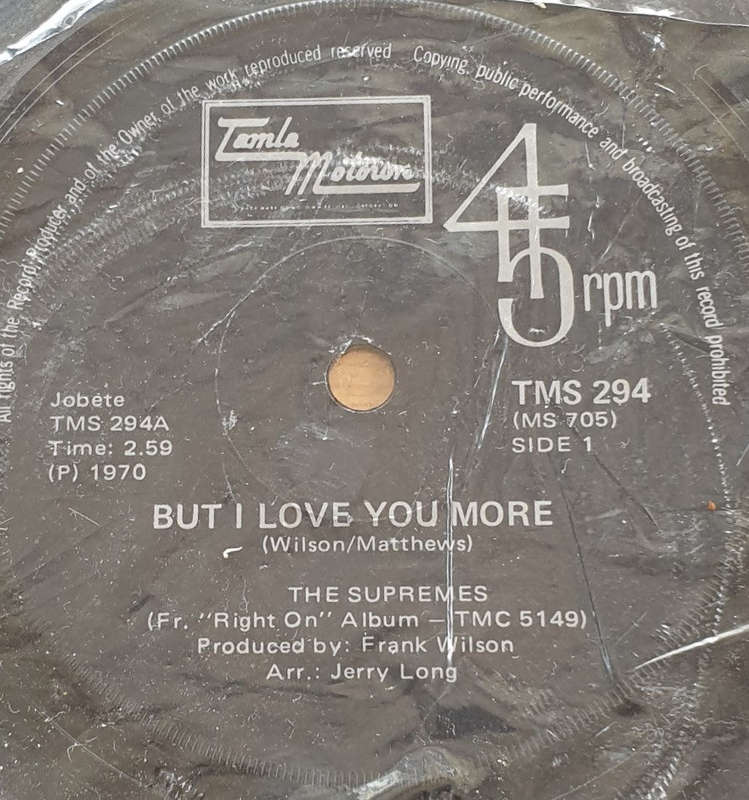 All rights of the Record Producer and of the Owner of the work reproduced reserved Copying, public performance and broadcasting of this record prohibited
Tamla
Motown
45 rpm
Jobete
TMS 294A
Time: 2.59
(P) 1970
TMS 294
(MS 705)
SIDE 1
BUT I LOVE YOU MORE
(Wilson/Matthews)
THE SUPREMES
(Fr. "Right On" Album – TMC 5149)
Produced by: Frank Wilson
Arr.: Jerry Long